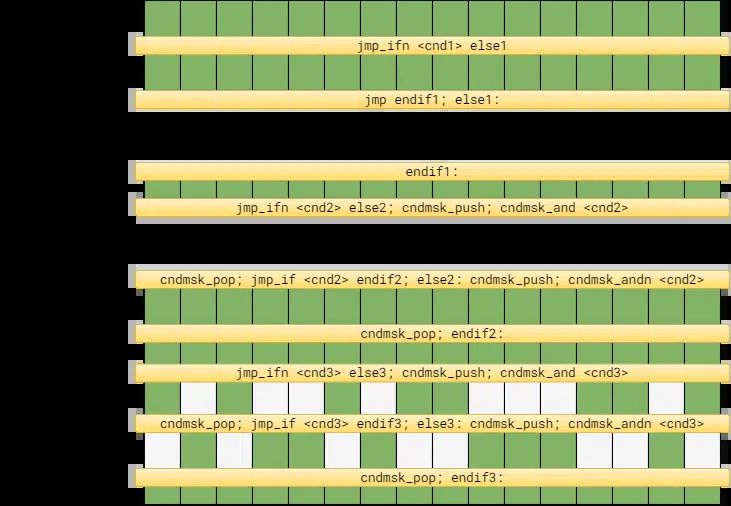 jmp_ifn <cnd1> else1
jmp endif1; else1:
endif1:
jmp_ifn <cnd2> else2; cndmsk_push; cndmsk_and <cnd2>
cndmsk_pop; jmp_if <cnd2> endif2; else2: cndmsk_push; cndmsk_andn <cnd2>
cndmsk_pop; endif2:
jmp_ifn <cnd3> else3; cndmsk_push; cndmsk_and <cnd3>
cndmsk_pop; jmp_if <cnd3> endif3; else3: cndmsk_push; cndmsk_andn <cnd3>
cndmsk_pop; endif3: